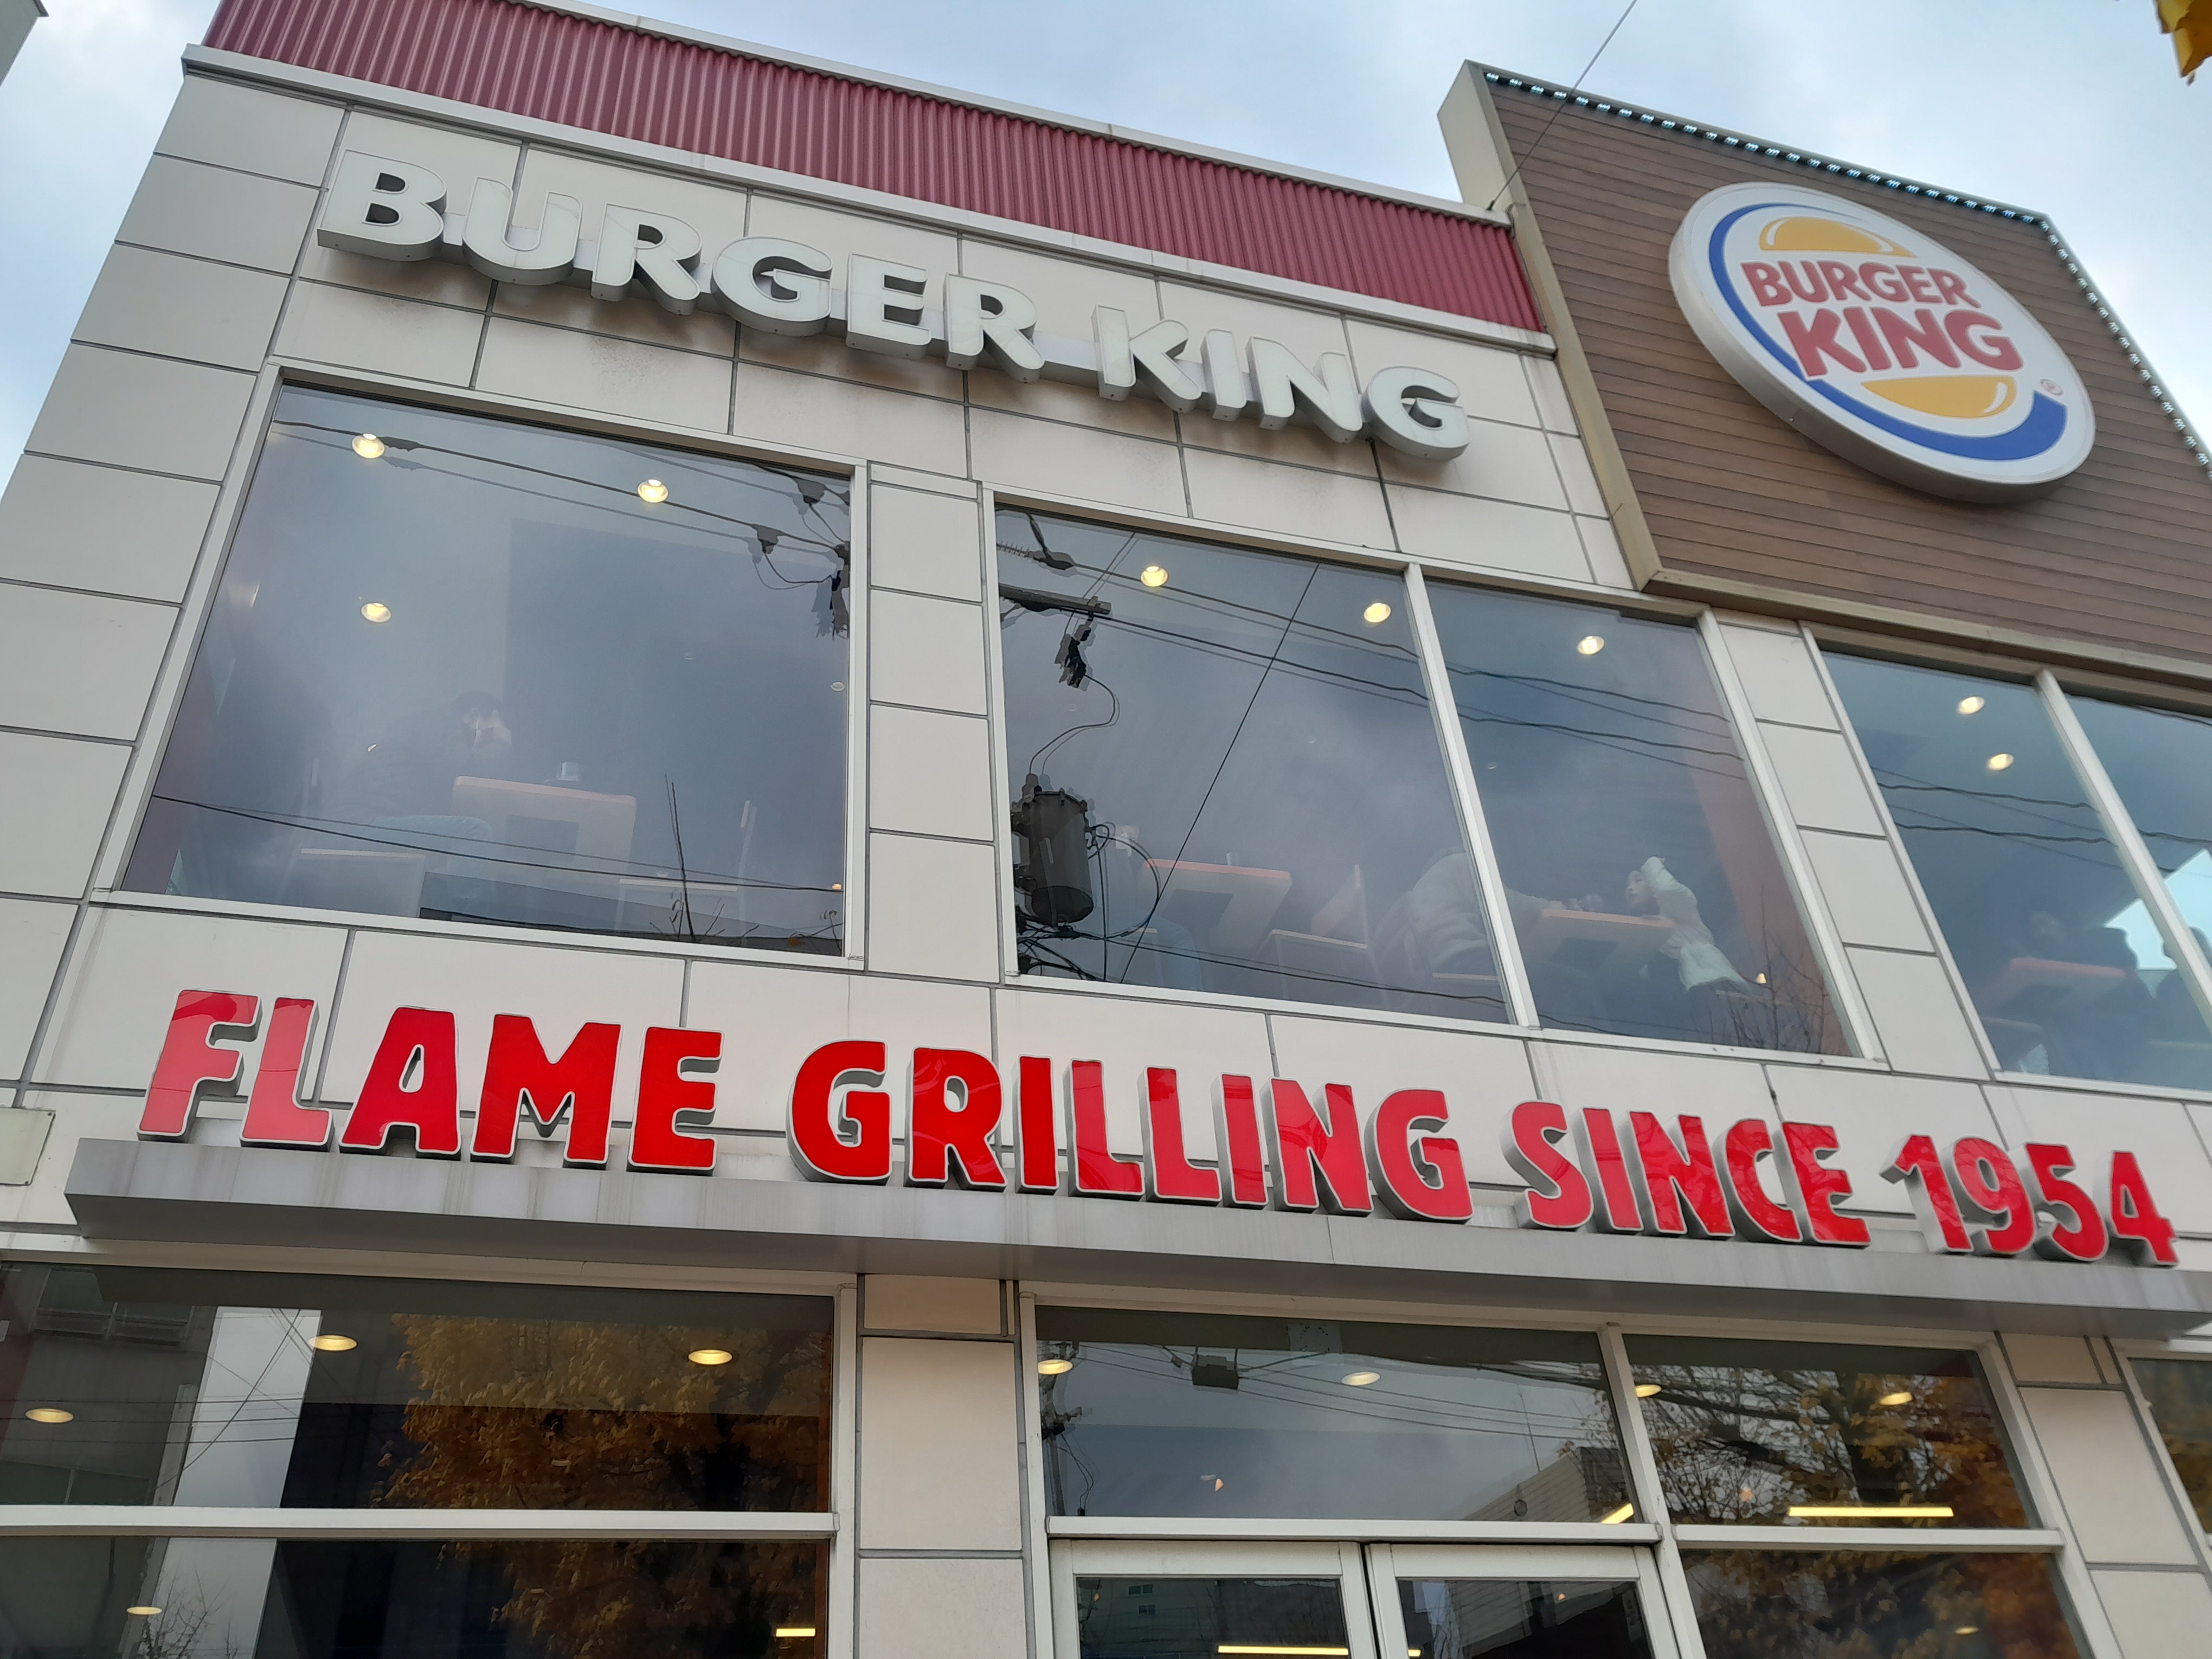 BURGER KING
BURGER
KING
®
FLAME GRILLING SINCE 1954